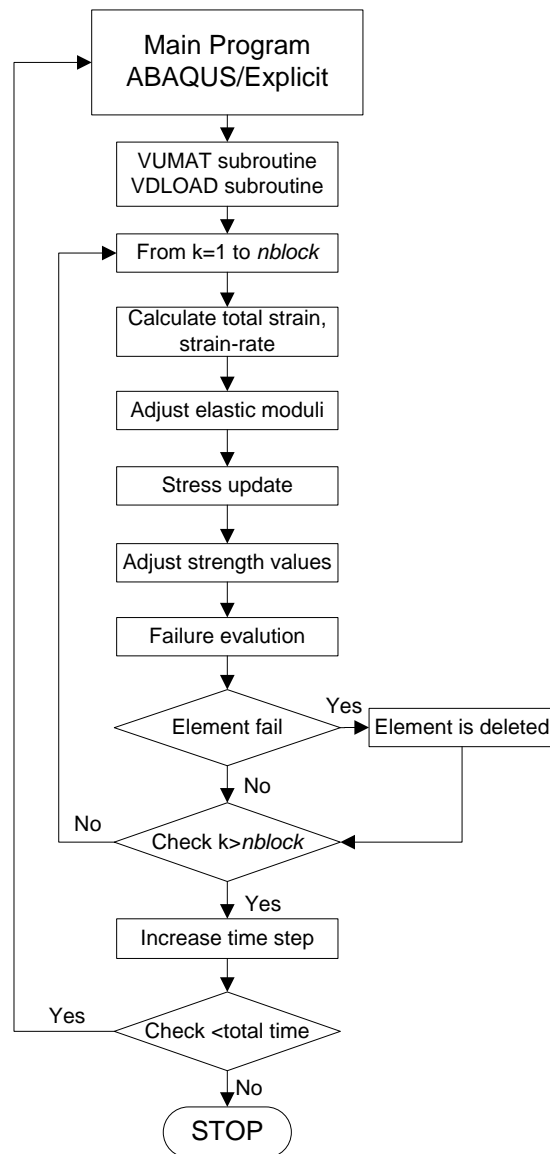 Main Program
ABAQUS/Explicit
VUMAT subroutine
VDLOAD subroutine
From k=1 to nblock
Calculate total strain,
strain-rate
Adjust elastic moduli
Stress update
Adjust strength values
Failure evalution
Element fail
Yes
Element is deleted
No
Check k>nblock
No
Yes
Increase time step
Check <total time
Yes
No
STOP